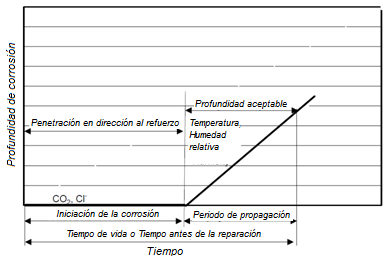 Profundidad de corrosión
Profundidad aceptable
Penetración en dirección al refuerzo
Temperatura,
Humedad
relativa
CO₂, Cl⁻
Iniciación de la corrosión
Periodo de propagación
Tiempo de vida o Tiempo antes de la reparación
Tiempo